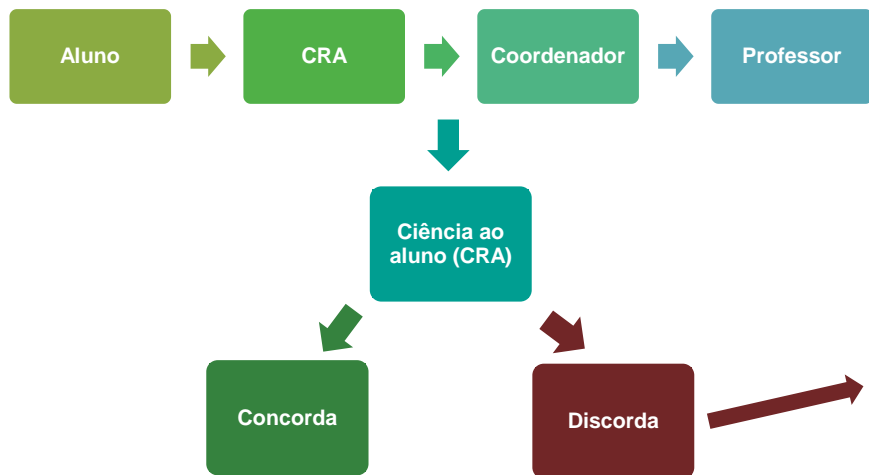 Aluno
CRA
Coordenador
Professor
Ciência ao
aluno (CRA)
Concorda
Discorda